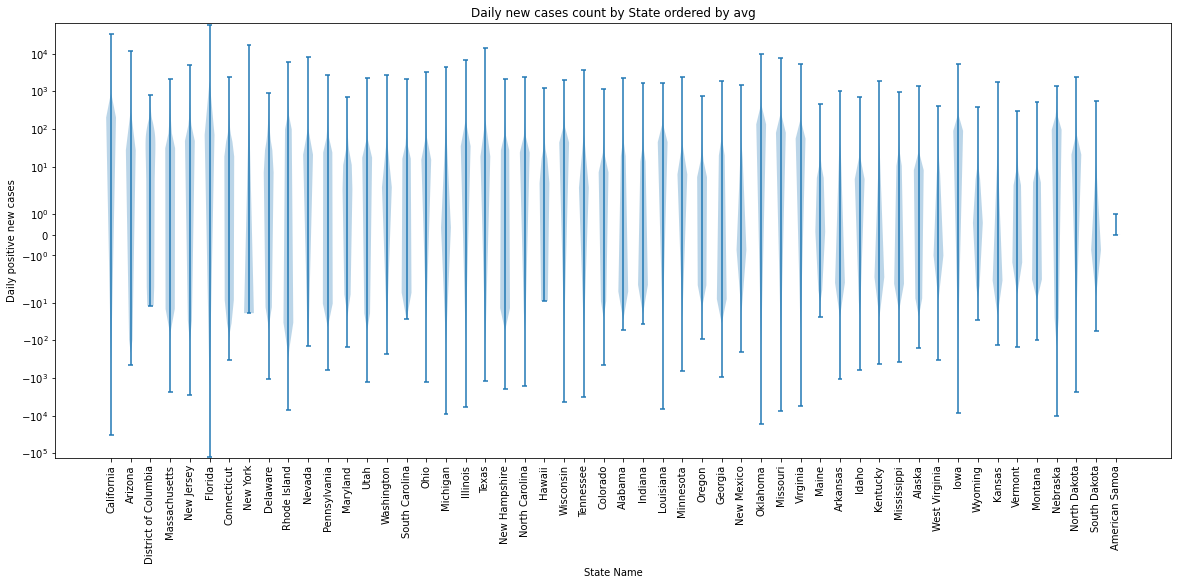 Daily new cases count by State ordered by avg
Daily positive new cases
10⁴
10³
10²
10¹
10⁰
0
−10⁰
−10¹
−10²
−10³
−10⁴
−10⁵
California
Arizona
District of Columbia
Massachusetts
New Jersey
Florida
Connecticut
New York
Delaware
Rhode Island
Nevada
Pennsylvania
Maryland
Utah
Washington
South Carolina
Ohio
Michigan
Illinois
Texas
New Hampshire
North Carolina
Hawaii
Wisconsin
Tennessee
Colorado
Alabama
Indiana
Louisiana
Minnesota
Oregon
Georgia
New Mexico
Oklahoma
Missouri
Virginia
Maine
Arkansas
Idaho
Kentucky
Mississippi
Alaska
West Virginia
Iowa
Wyoming
Kansas
Vermont
Montana
Nebraska
North Dakota
South Dakota
American Samoa
State Name